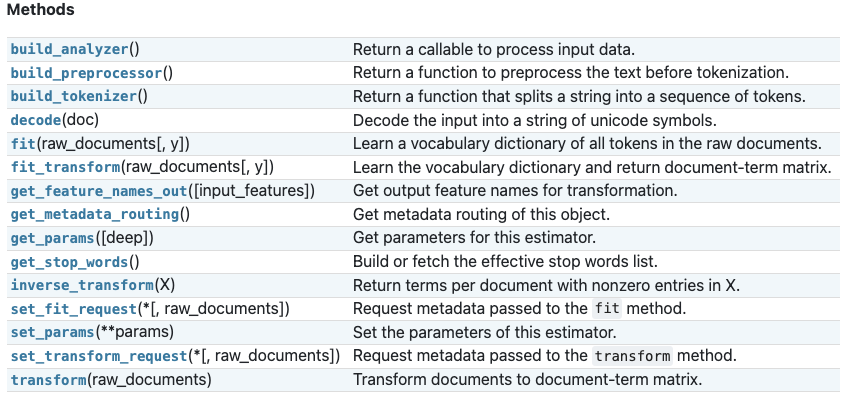 Methods
build_analyzer() Return a callable to process input data.
build_preprocessor() Return a function to preprocess the text before tokenization.
build_tokenizer() Return a function that splits a string into a sequence of tokens.
decode(doc) Decode the input into a string of unicode symbols.
fit(raw_documents[, y]) Learn a vocabulary dictionary of all tokens in the raw documents.
fit_transform(raw_documents[, y]) Learn the vocabulary dictionary and return document-term matrix.
get_feature_names_out([input_features]) Get output feature names for transformation.
get_metadata_routing() Get metadata routing of this object.
get_params([deep]) Get parameters for this estimator.
get_stop_words() Build or fetch the effective stop words list.
inverse_transform(X) Return terms per document with nonzero entries in X.
set_fit_request(*[, raw_documents]) Request metadata passed to the fit method.
set_params(**params) Set the parameters of this estimator.
set_transform_request(*[, raw_documents]) Request metadata passed to the transform method.
transform(raw_documents) Transform documents to document-term matrix.